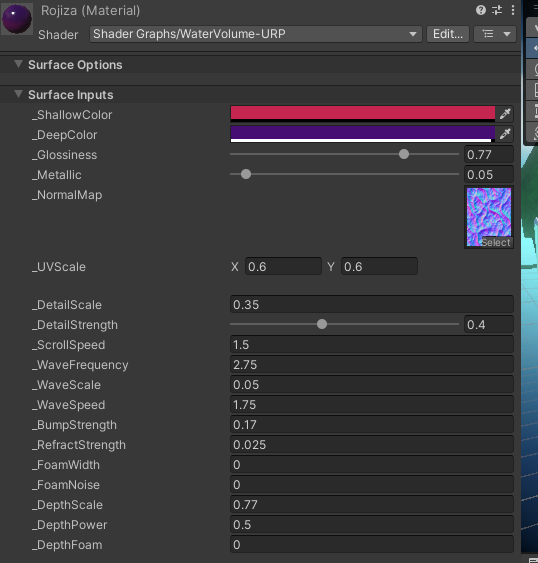 Rojiza (Material)
Shader Shader Graphs/WaterVolume-URP Edit...
Surface Options
Surface Inputs
_ShallowColor
_DeepColor
_Glossiness 0.77
_Metallic 0.05
_NormalMap
Select
_UVScale X 0.6 Y 0.6
_DetailScale 0.35
_DetailStrength 0.4
_ScrollSpeed 1.5
_WaveFrequency 2.75
_WaveScale 0.05
_WaveSpeed 1.75
_BumpStrength 0.17
_RefractStrength 0.025
_FoamWidth 0
_FoamNoise 0
_DepthScale 0.77
_DepthPower 0.5
_DepthFoam 0